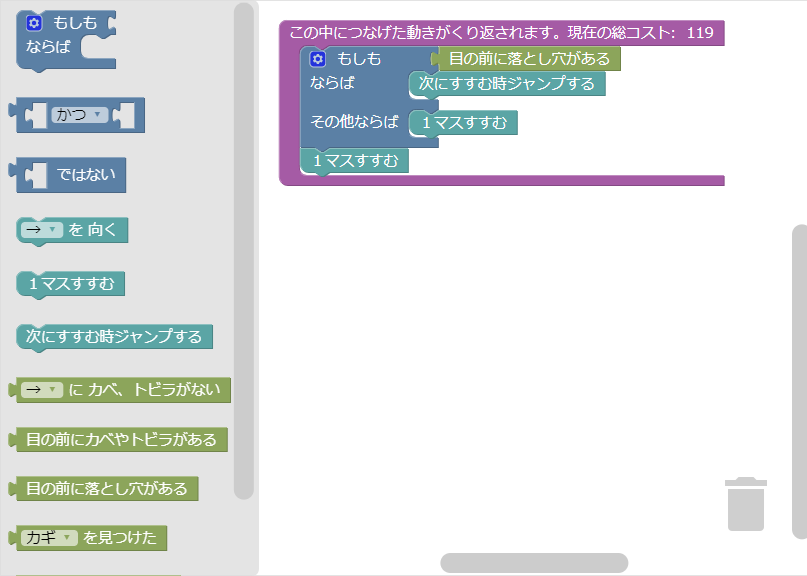 もしも
ならば
かつ
ではない
→ を 向く
1マスすすむ
次にすすむ時ジャンプする
→ に カベ、トビラがない
目の前にカベやトビラがある
目の前に落とし穴がある
カギ を見つけた
この中につなげた動きがくり返されます。現在の総コスト: 119
もしも 目の前に落とし穴がある
ならば 次にすすむ時ジャンプする
その他ならば 1マスすすむ
1マスすすむ